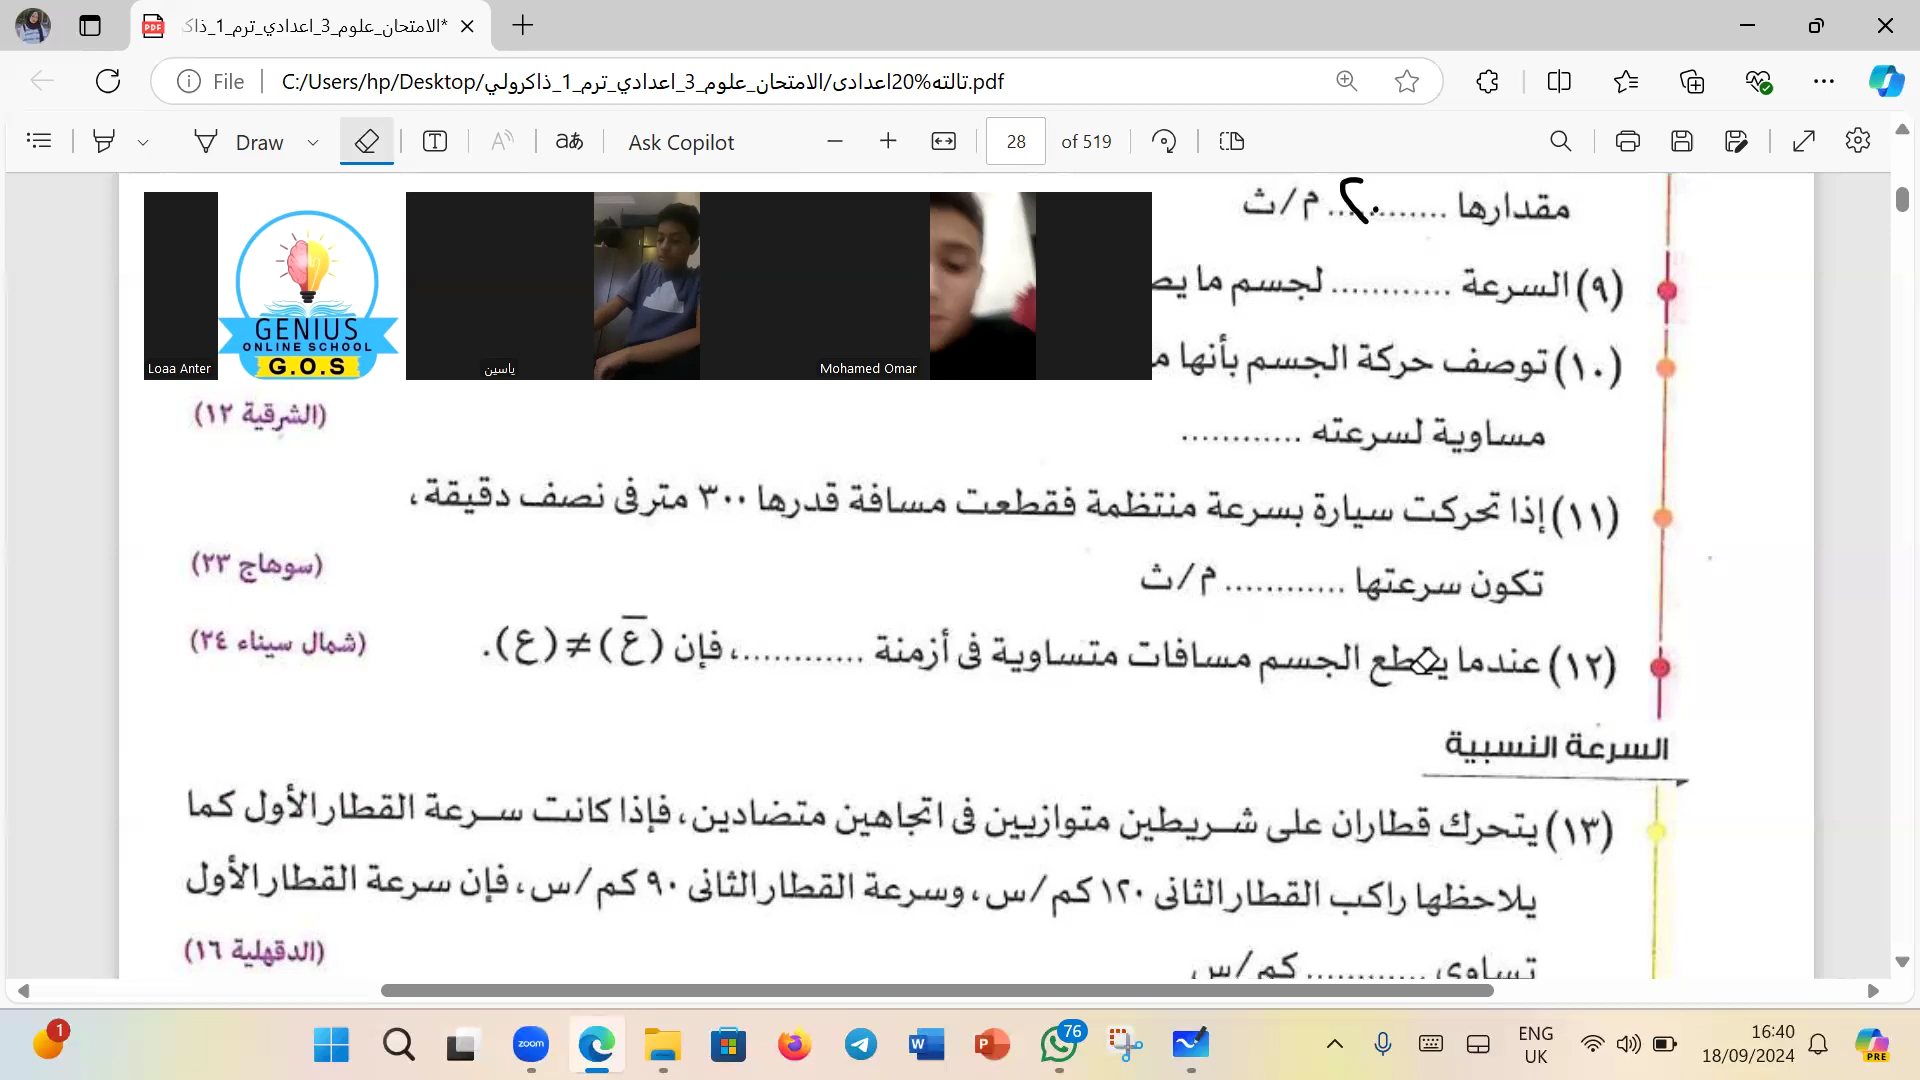 *الامتحان_علوم_3_اعدادي_ترم_1_ذاك
File
C:/Users/hp/Desktop/تالته%20اعدادى/الامتحان_علوم_3_اعدادي_ترم_1_ذاكرولي.pdf
Draw
Ask Copilot
28 of 519
مقدارها ............ م/ث
٢٠
(٩) السرعة ............ لجسم ما يص
(١٠) توصف حركة الجسم بأنها م
مساوية لسرعته ............
(الشرقية ١٢)
GENIUS
ONLINE SCHOOL
G.O.S
Loaa Anter
ياسين
Mohamed Omar
(١١) إذا تحركت سيارة بسرعة منتظمة فقطعت مسافة قدرها ٣٠٠ متر فى نصف دقيقة،
تكون سرعتها ............ م/ث
(سوهاج ٢٣)
(١٢) عندما يقطع الجسم مسافات متساوية فى أزمنة ............، فإن (ع̅) ≠ (ع).
(شمال سيناء ٢٤)
السرعة النسبية
(١٣) يتحرك قطاران على شريطين متوازيين فى اتجاهين متضادين، فإذا كانت سرعة القطار الأول كما
يلاحظها راكب القطار الثانى ١٢٠ كم/س، وسرعة القطار الثانى ٩٠ كم/س، فإن سرعة القطار الأول
تساوى ............ كم/س
(الدقهلية ١٦)
1
zoom
76
ENG
UK
16:40
18/09/2024
PRE